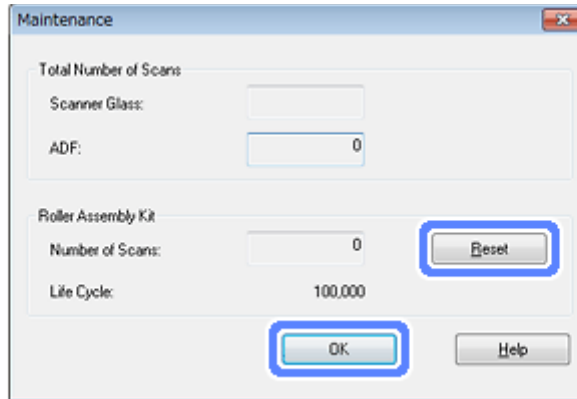 Maintenance
Total Number of Scans
Scanner Glass:
ADF: 0
Roller Assembly Kit
Number of Scans: 0 Reset
Life Cycle: 100,000
OK Help